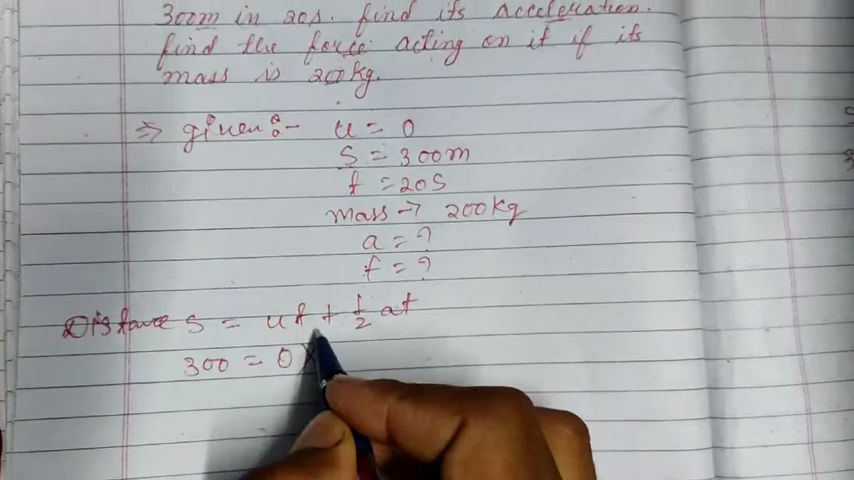 300m in 20s. find its acceleration.
find the force acting on it if its
mass is 200kg.
⇒ given :- u = 0
S = 300m
t = 20S
mass → 200kg
a = ?
f = ?
Distance S = ut + 1/2 at
300 = 0 ×